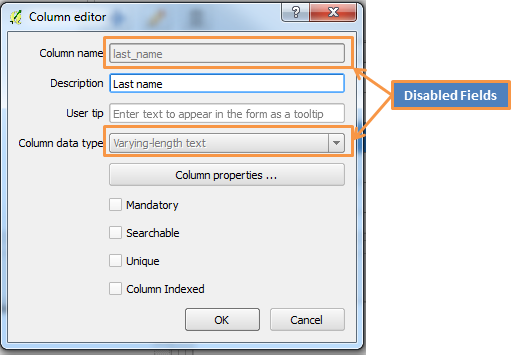 Column editor
?
Column name last_name
Disabled Fields
Description Last name
User tip Enter text to appear in the form as a tooltip
Column data type Varying-length text
Column properties ...
Mandatory
Searchable
Unique
Column Indexed
OK Cancel